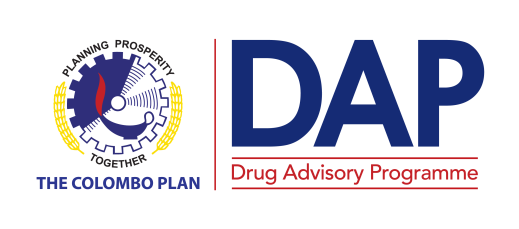 PLANNING PROSPERITY
TOGETHER
THE COLOMBO PLAN
DAP
Drug Advisory Programme